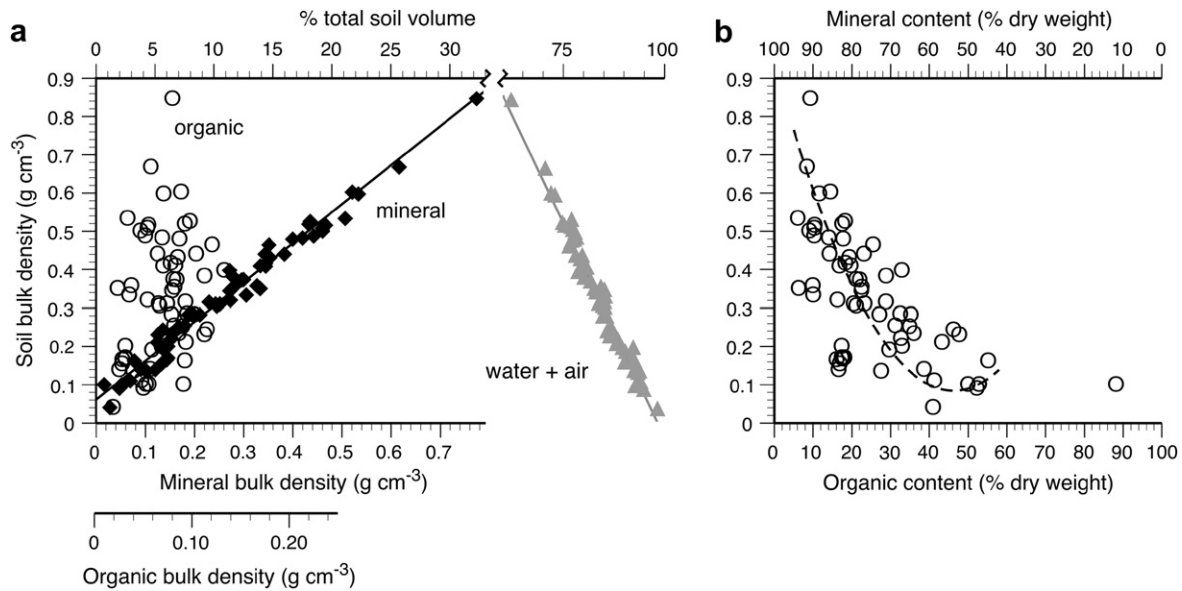 a
% total soil volume
0 5 10 15 20 25 30 75 100
Soil bulk density (g cm⁻³)
0.9
0.8
0.7
0.6
0.5
0.4
0.3
0.2
0.1
0
organic
mineral
water + air
0 0.1 0.2 0.3 0.4 0.5 0.6 0.7
Mineral bulk density (g cm⁻³)
0 0.10 0.20
Organic bulk density (g cm⁻³)
b
Mineral content (% dry weight)
100 90 80 70 60 50 40 30 20 10 0
0.9
0.8
0.7
0.6
0.5
0.4
0.3
0.2
0.1
0
0 10 20 30 40 50 60 70 80 90 100
Organic content (% dry weight)